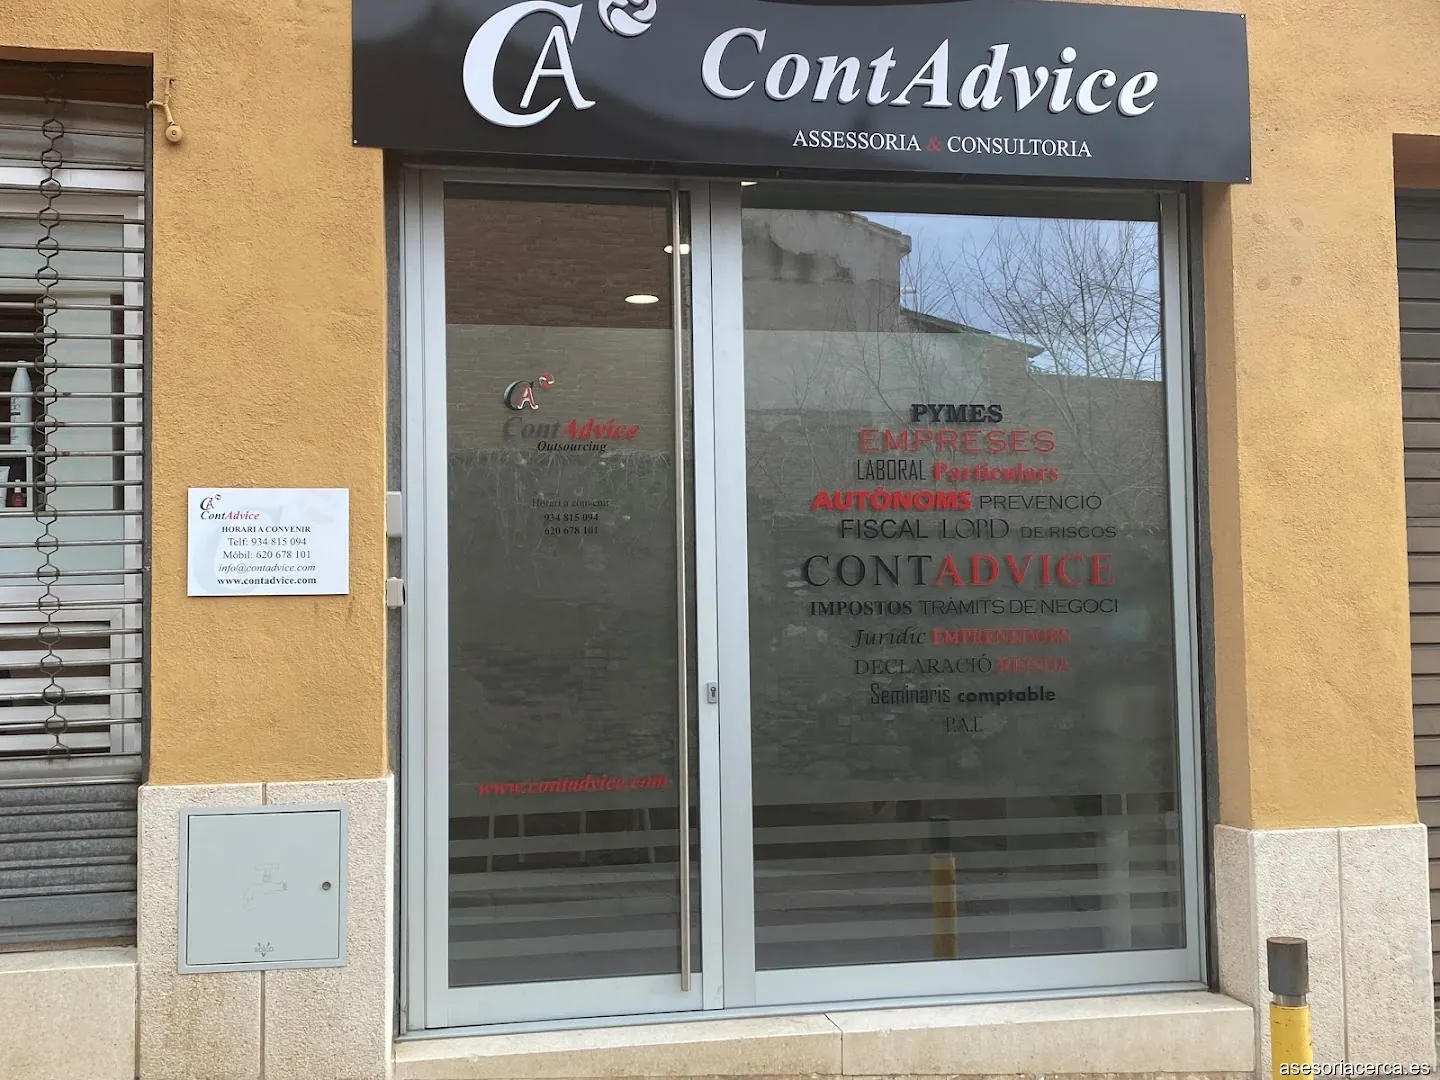 CA
ContAdvice
ASSESSORIA & CONSULTORIA
CA
ContAdvice
Outsourcing
Horari a convenir
934 815 094
620 678 101
www.contadvice.com
CA
ContAdvice
HORARI A CONVENIR
Telf: 934 815 094
Móbil: 620 678 101
info@contadvice.com
www.contadvice.com
PYMES
EMPRESES
LABORAL Particulars
AUTÒNOMS PREVENCIÓ
FISCAL LOPD DE RISCOS
CONTADVICE
IMPOSTOS TRÀMITS DE NEGOCI
Jurídic EMPRENEDORS
DECLARACIÓ RENDA
Seminaris comptable
P.A.E
asesoriacerca.es